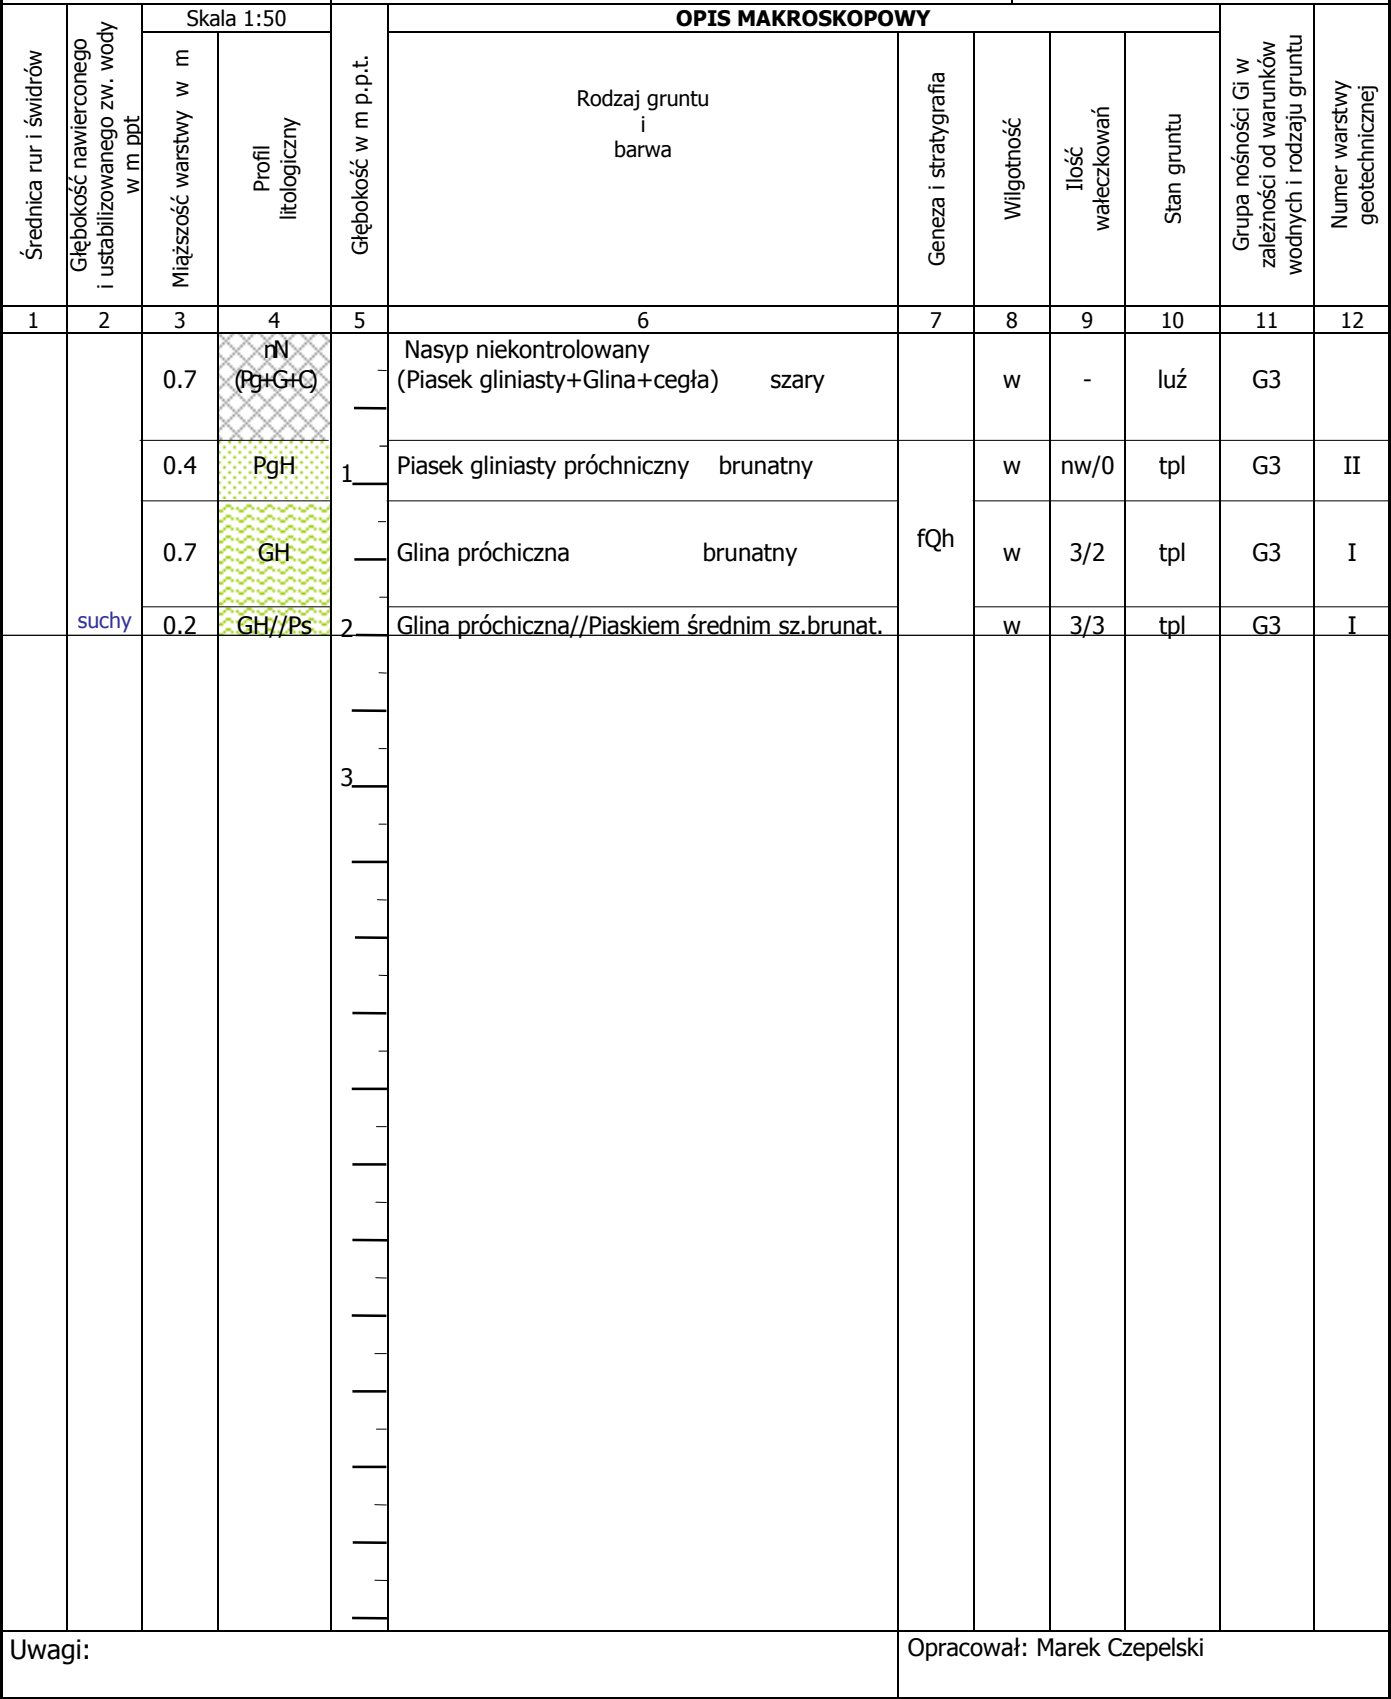 Skala 1:50
OPIS MAKROSKOPOWY
Średnica rur i świdrów
Głębokość nawierconego
i ustabilizowanego zw. wody
w m ppt
Miąższość warstwy w m
Profil
litologiczny
Głębokość w m p.p.t.
Rodzaj gruntu
i
barwa
Geneza i stratygrafia
Wilgotność
Ilość
wałeczkowań
Stan gruntu
Grupa nośności Gi w
zależności od warunków
wodnych i rodzaju gruntu
Numer warstwy
geotechnicznej
1 2 3 4 5 6 7 8 9 10 11 12
nN Nasyp niekontrolowany
0.7 (Pg+G+C) (Piasek gliniasty+Glina+cegła) szary w - luź G3
0.4 PgH 1 Piasek gliniasty próchniczny brunatny w nw/0 tpl G3 II
fQh
0.7 GH Glina próchiczna brunatny w 3/2 tpl G3 I
suchy 0.2 GH//Ps 2 Glina próchiczna//Piaskiem średnim sz.brunat. w 3/3 tpl G3 I
3
Uwagi:
Opracował: Marek Czepelski